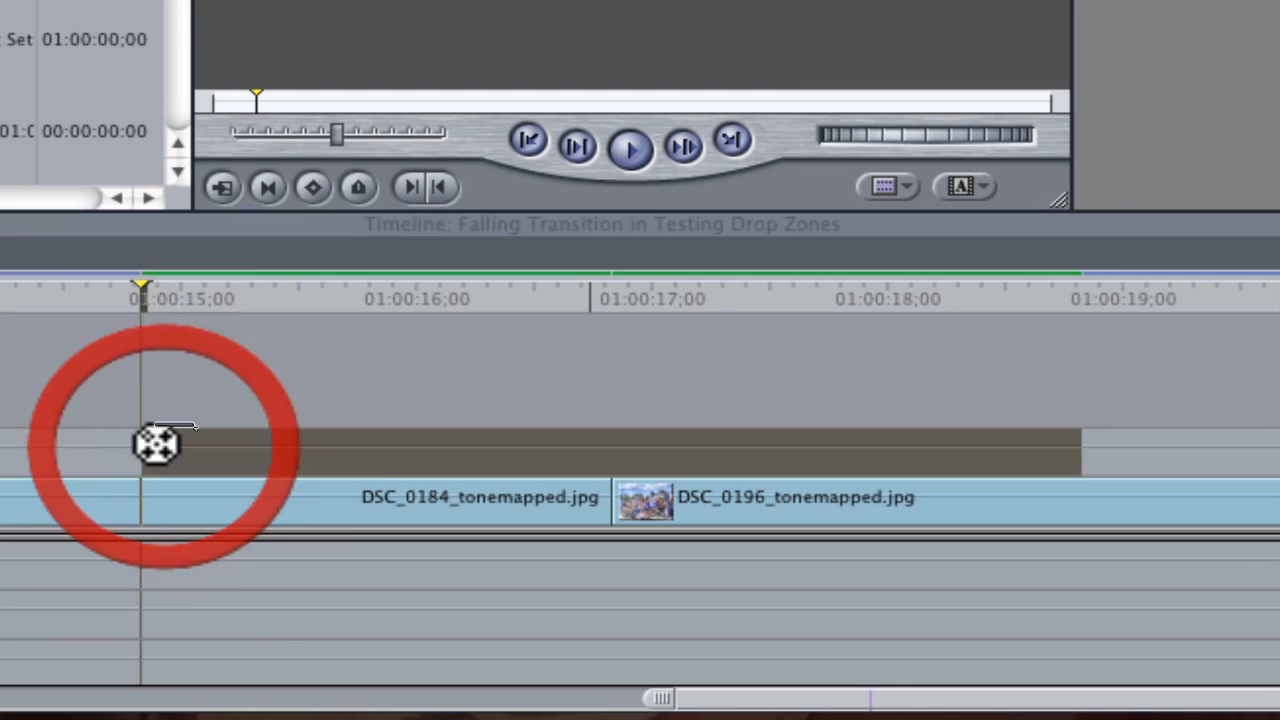 Set 01:00:00;00
01:0 00:00:00:00
A
Timeline: Falling Transition in Testing Drop Zones
01:00:15;00 01:00:16;00 01:00:17;00 01:00:18;00 01:00:19;00
DSC_0184_tonemapped.jpg DSC_0196_tonemapped.jpg